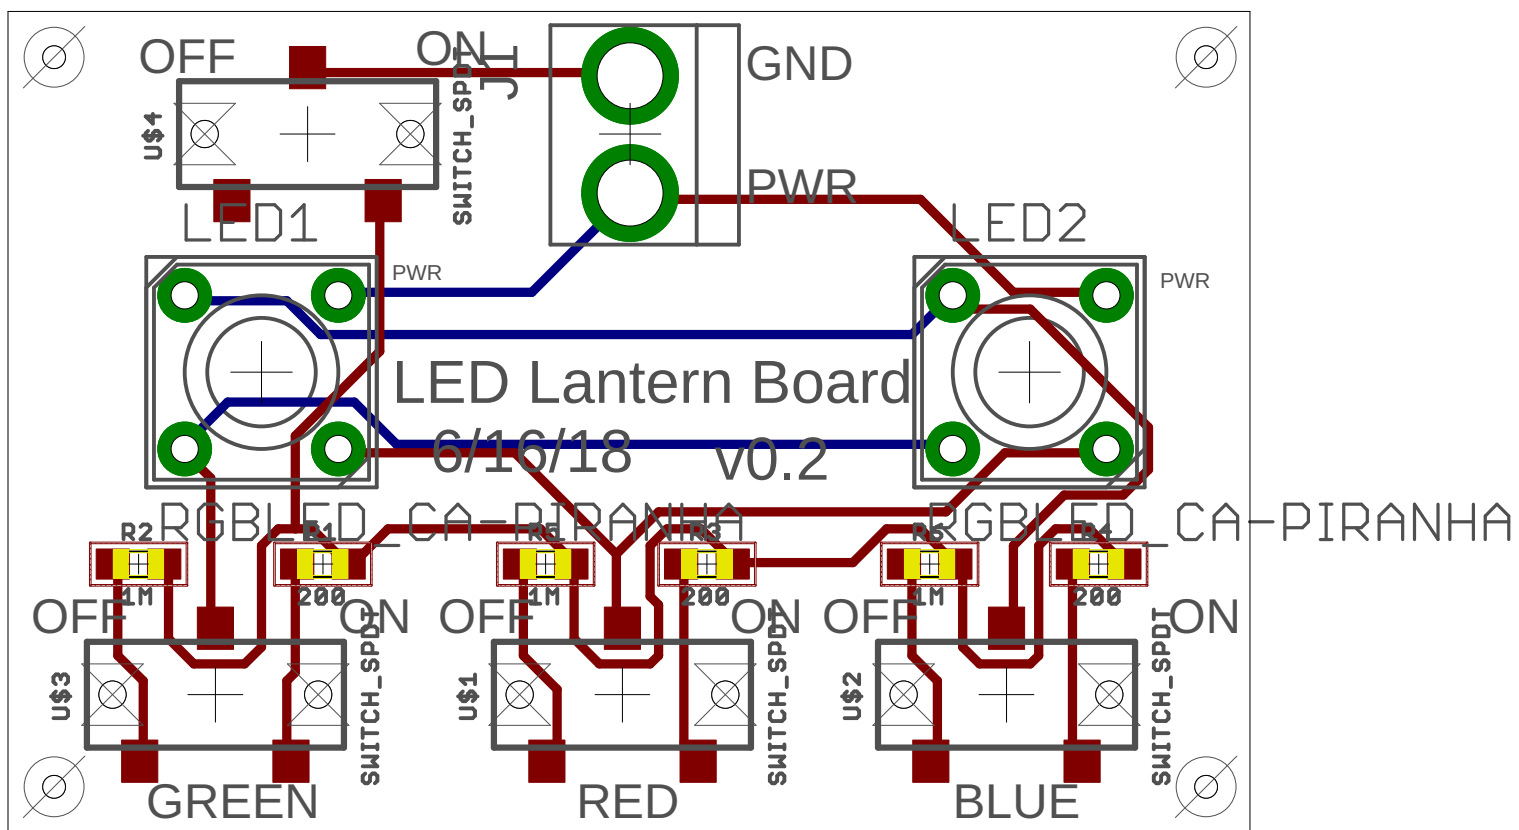 OFF
ON
J1
GND
U$4
SWITCH_SPDT
PWR
LED1
LED2
PWR
PWR
LED Lantern Board
6/16/18
v0.2
RGBLED_CA-PIRANHA
RGBLED_CA-PIRANHA
R2
R1
R5
R3
R6
R4
1M
200
1M
200
1M
200
OFF
ON
OFF
ON
OFF
ON
U$3
SWITCH_SPDT
U$1
SWITCH_SPDT
U$2
SWITCH_SPDT
GREEN
RED
BLUE